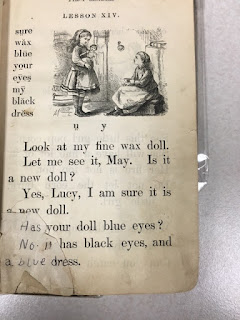 LESSON XIV.
sure
wax
blue
your
eyes
my
black
dress
u y
Look at my fine wax doll.
Let me see it, May. Is it
a new doll?
Yes, Lucy, I am sure it is
a new doll.
Has your doll blue eyes?
No. has black eyes, and
a blue dress.